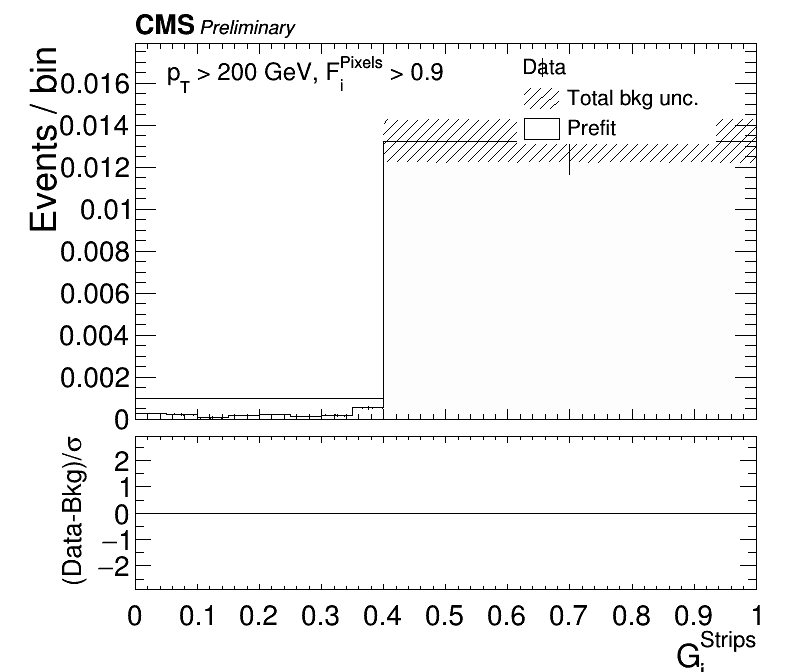 CMS Preliminary
Events / bin
p_T > 200 GeV, F_i^Pixels > 0.9
Data
Total bkg unc.
Prefit
0.016
0.014
0.012
0.01
0.008
0.006
0.004
0.002
0
(Data-Bkg)/σ
2
1
0
−1
−2
0 0.1 0.2 0.3 0.4 0.5 0.6 0.7 0.8 0.9 1
G_i^Strips